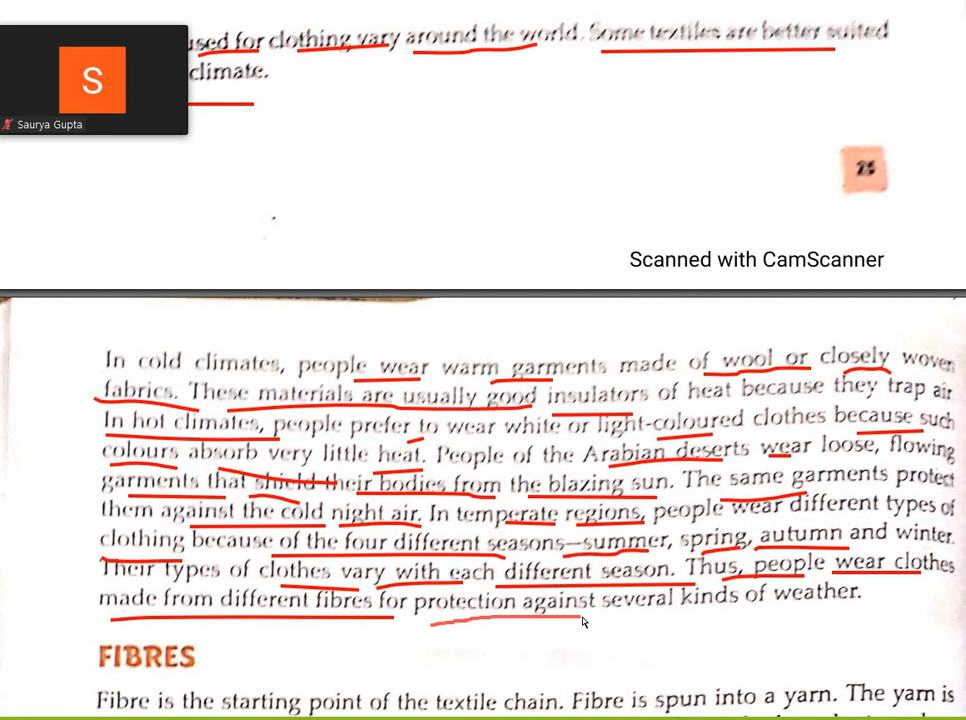 used for clothing vary around the world. Some textiles are better suited
climate.
S
Saurya Gupta
25
Scanned with CamScanner
In cold climates, people wear warm garments made of wool or closely woven
fabrics. These materials are usually good insulators of heat because they trap air.
In hot climates, people prefer to wear white or light-coloured clothes because such
colours absorb very little heat. People of the Arabian deserts wear loose, flowing
garments that shield their bodies from the blazing sun. The same garments protect
them against the cold night air. In temperate regions, people wear different types of
clothing because of the four different seasons—summer, spring, autumn and winter.
Their types of clothes vary with each different season. Thus, people wear clothes
made from different fibres for protection against several kinds of weather.
FIBRES
Fibre is the starting point of the textile chain. Fibre is spun into a yarn. The yarn is